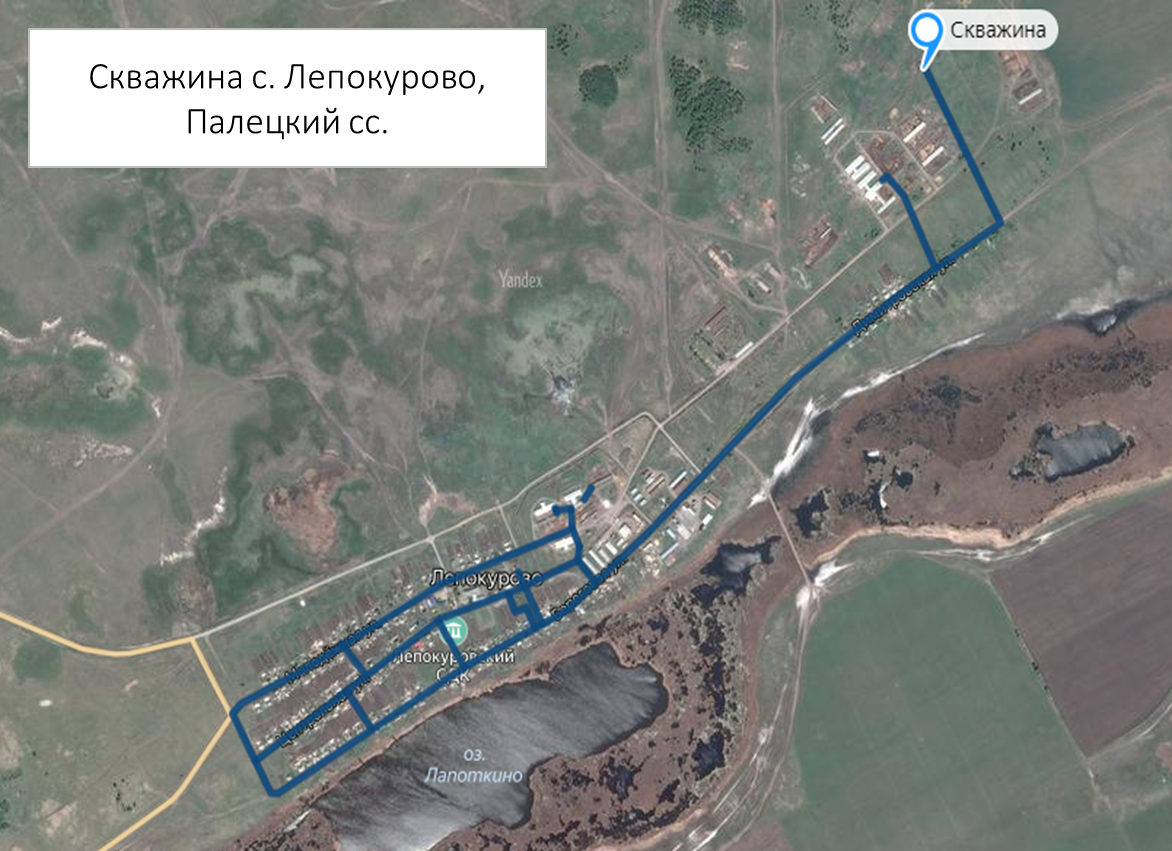 Скважина
Скважина с. Лепокурово,
Палецкий сс.
Yandex
Лепокурово
Лепокуровский
СДК
оз.
Лапоткино